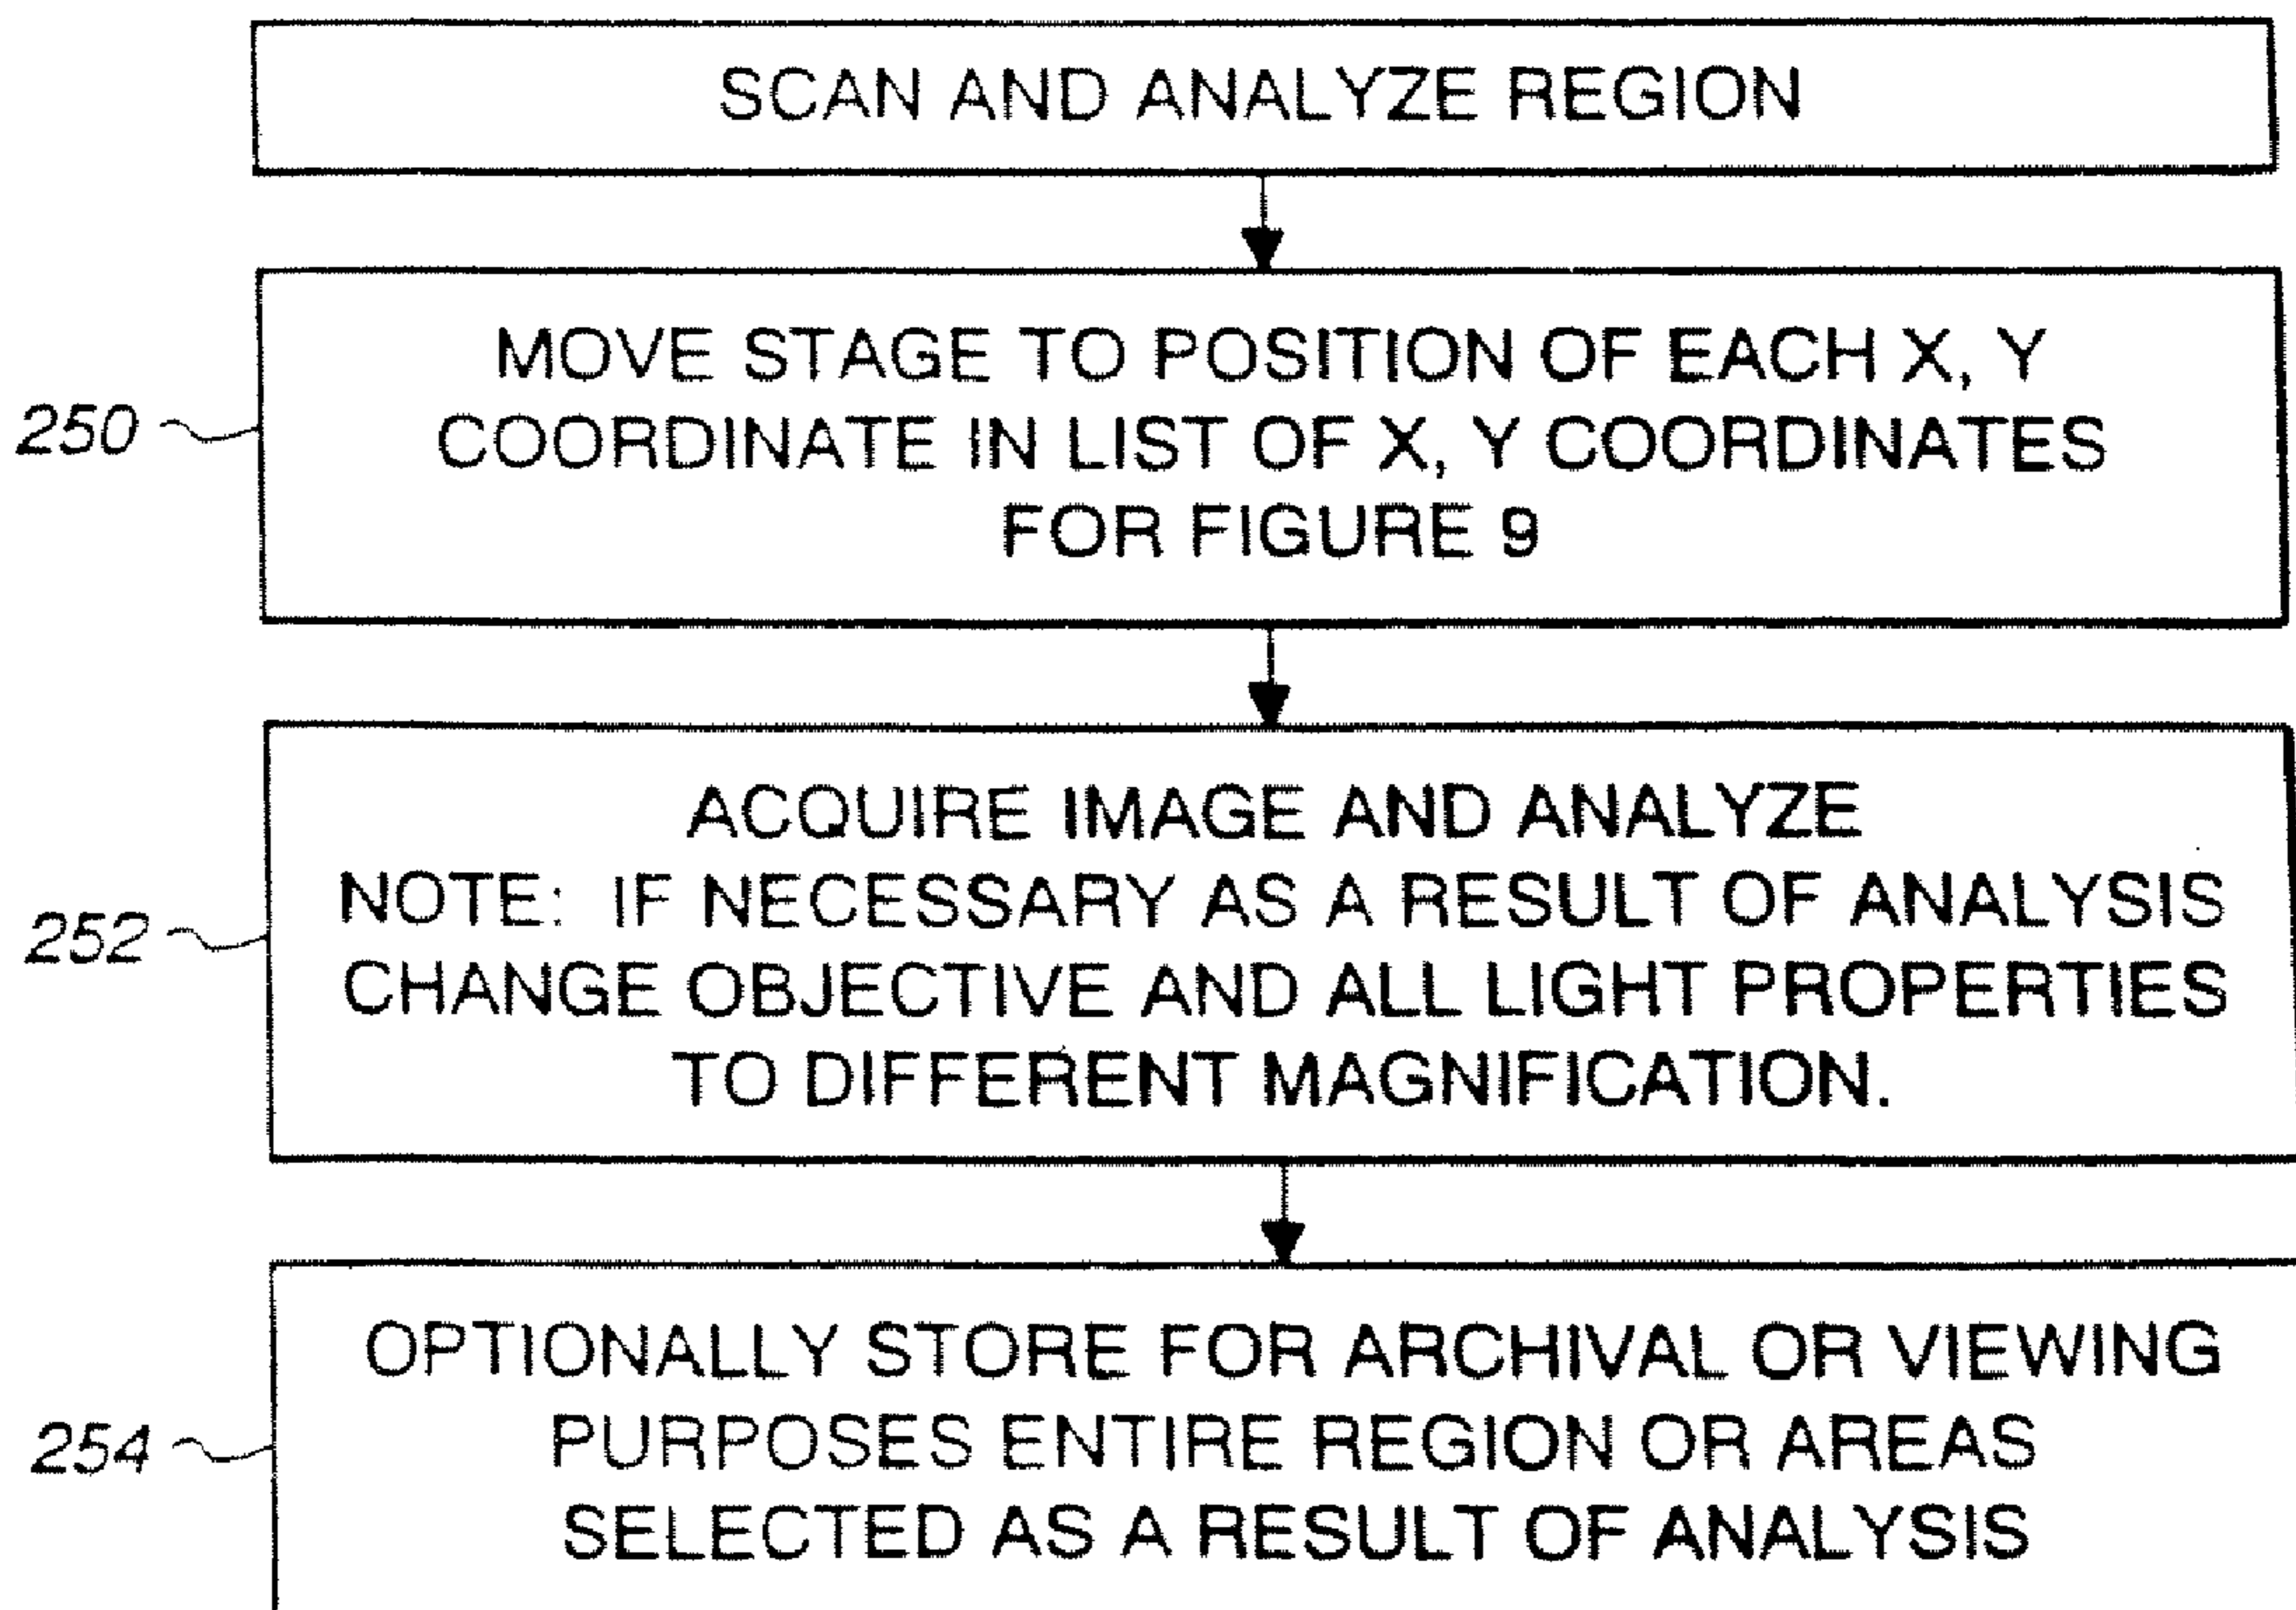 SCAN AND ANALYZE REGION
MOVE STAGE TO POSITION OF EACH X, Y
250
COORDINATE IN LIST OF X, Y COORDINATES
FOR FIGURE 9
ACQUIRE IMAGE AND ANALYZE
NOTE: IF NECESSARY AS A RESULT OF ANALYSIS
252
CHANGE OBJECTIVE AND ALL LIGHT PROPERTIES
TO DIFFERENT MAGNIFICATION.
OPTIONALLY STORE FOR ARCHIVAL OR VIEWING
254
PURPOSES ENTIRE REGION OR AREAS
SELECTED AS A RESULT OF ANALYSIS